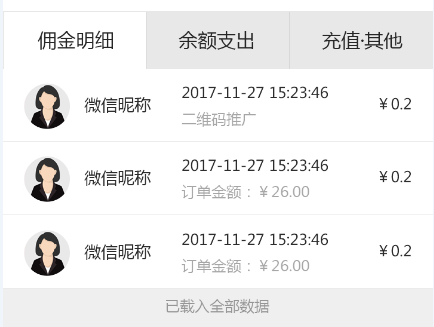 佣金明细 余额支出 充值·其他
2017-11-27 15:23:46
微信昵称 ¥0.2
二维码推广
2017-11-27 15:23:46
微信昵称 ¥0.2
订单金额：¥26.00
2017-11-27 15:23:46
微信昵称 ¥0.2
订单金额：¥26.00
已载入全部数据